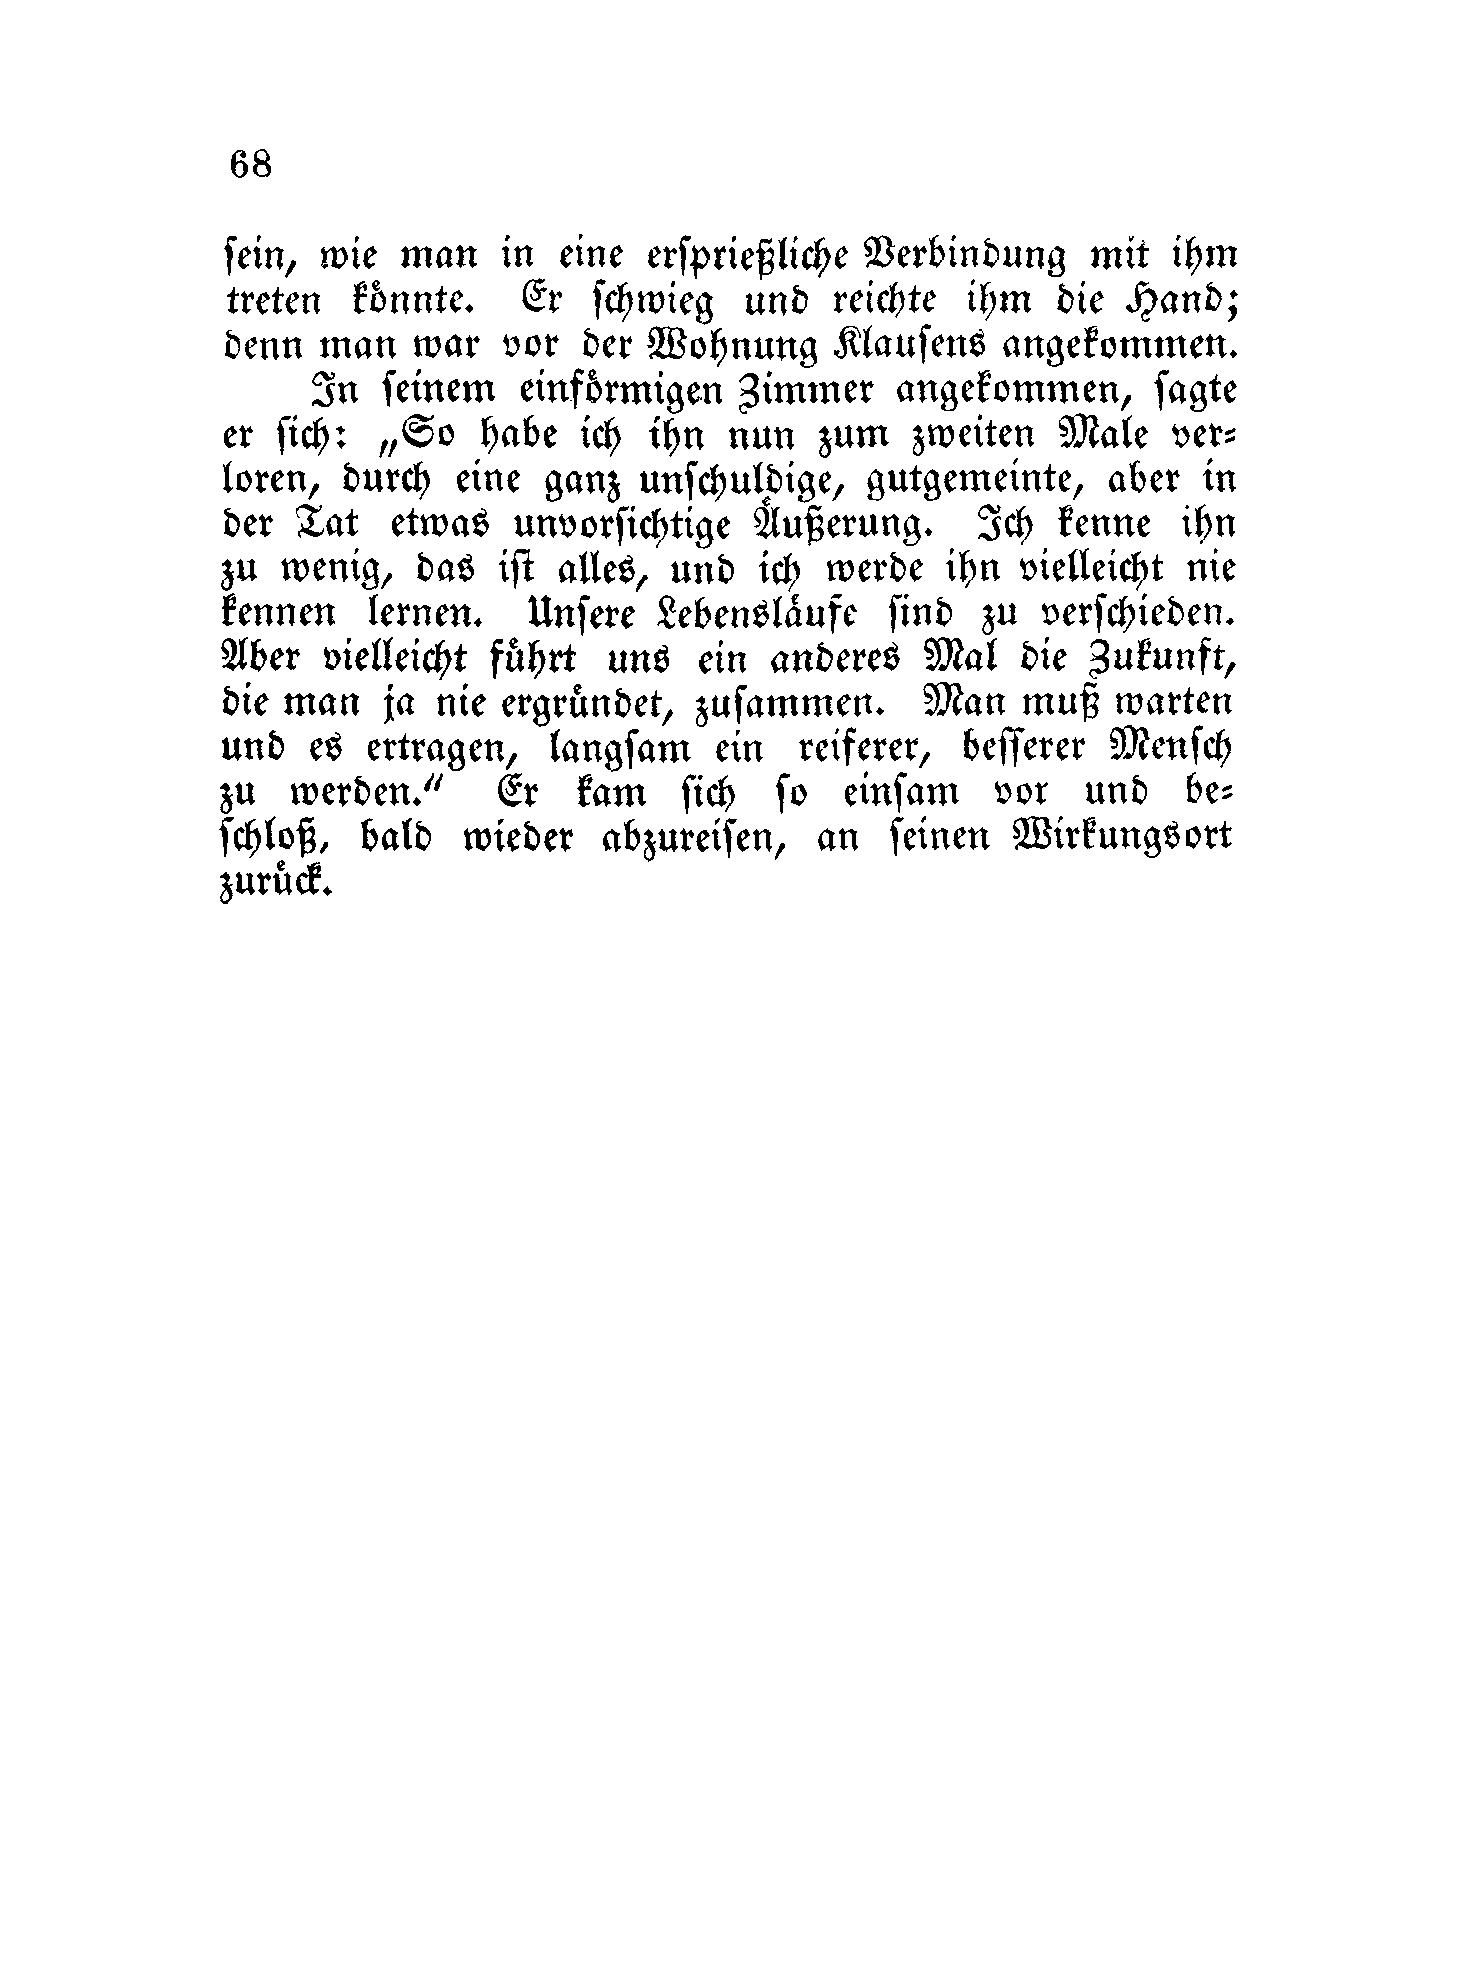 68
sein, wie man in eine ersprießliche Verbindung mit ihm
treten könnte. Er schwieg und reichte ihm die Hand;
denn man war vor der Wohnung Klausens angekommen.
In seinem einförmigen Zimmer angekommen, sagte
er sich: „So habe ich ihn nun zum zweiten Male ver-
loren, durch eine ganz unschuldige, gutgemeinte, aber in
der Tat etwas unvorsichtige Äußerung. Ich kenne ihn
zu wenig, das ist alles, und ich werde ihn vielleicht nie
kennen lernen. Unsere Lebensläufe sind zu verschieden.
Aber vielleicht führt uns ein anderes Mal die Zukunft,
die man ja nie ergründet, zusammen. Man muß warten
und es ertragen, langsam ein reiferer, besserer Mensch
zu werden.“ Er kam sich so einsam vor und be-
schloß, bald wieder abzureisen, an seinen Wirkungsort
zurück.